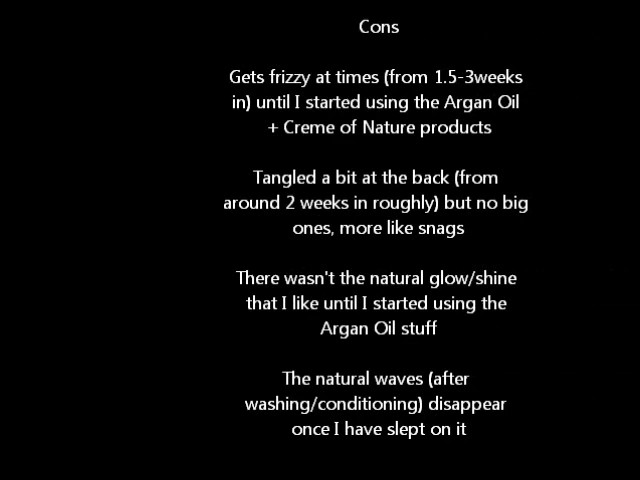 Cons
Gets frizzy at times (from 1.5-3weeks
in) until I started using the Argan Oil
+ Creme of Nature products
Tangled a bit at the back (from
around 2 weeks in roughly) but no big
ones, more like snags
There wasn't the natural glow/shine
that I like until I started using the
Argan Oil stuff
The natural waves (after
washing/conditioning) disappear
once I have slept on it